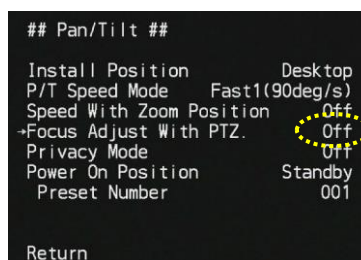 ## Pan/Tilt ##
Install Position Desktop
P/T Speed Mode Fast1(90deg/s)
Speed With Zoom Position Off
→Focus Adjust With PTZ. Off
Privacy Mode Off
Power On Position Standby
Preset Number 001
Return